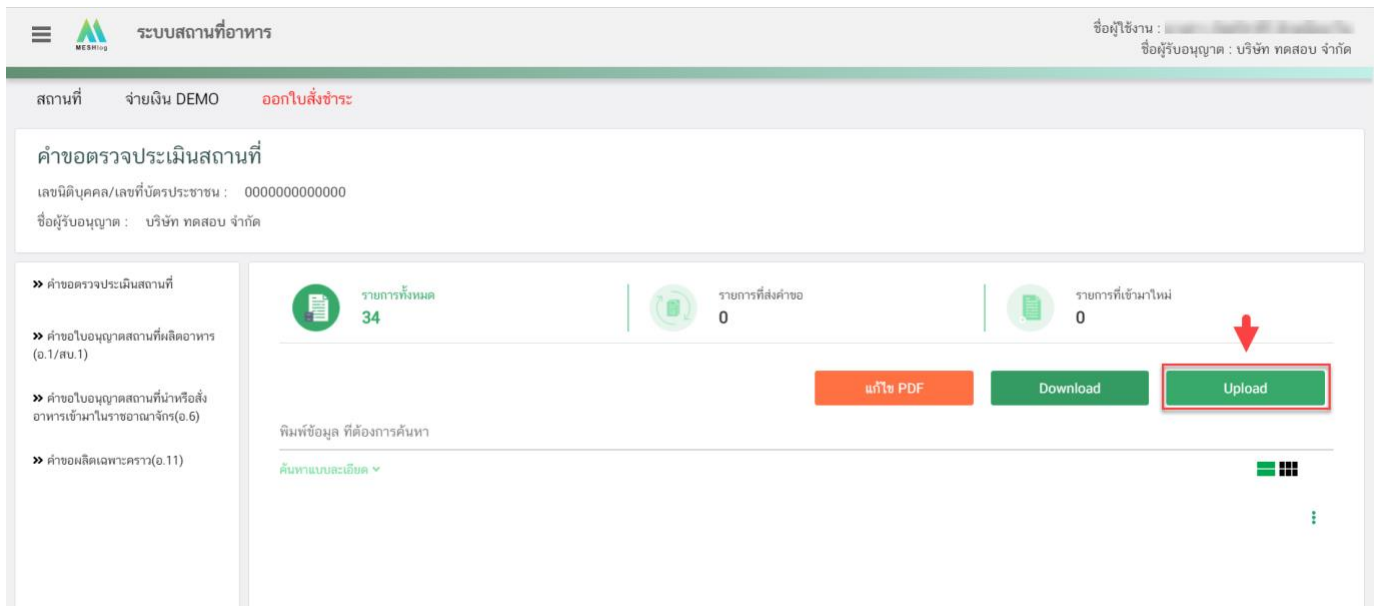 MESHlog
ระบบสถานที่อาหาร
ชื่อผู้ใช้งาน :
ชื่อผู้รับอนุญาต : บริษัท ทดสอบ จำกัด
สถานที่ จ่ายเงิน DEMO ออกใบสั่งชำระ
คำขอตรวจประเมินสถานที่
เลขนิติบุคคล/เลขที่บัตรประชาชน : 0000000000000
ชื่อผู้รับอนุญาต : บริษัท ทดสอบ จำกัด
» คำขอตรวจประเมินสถานที่
» คำขอใบอนุญาตสถานที่ผลิตอาหาร
(อ.1/สบ.1)
» คำขอใบอนุญาตสถานที่นำหรือสั่ง
อาหารเข้ามาในราชอาณาจักร(อ.6)
» คำขอผลิตเฉพาะคราว(อ.11)
รายการทั้งหมด
34
รายการที่ส่งคำขอ
0
รายการที่เข้ามาใหม่
0
แก้ไข PDF Download Upload
พิมพ์ข้อมูล ที่ต้องการค้นหา
ค้นหาแบบละเอียด